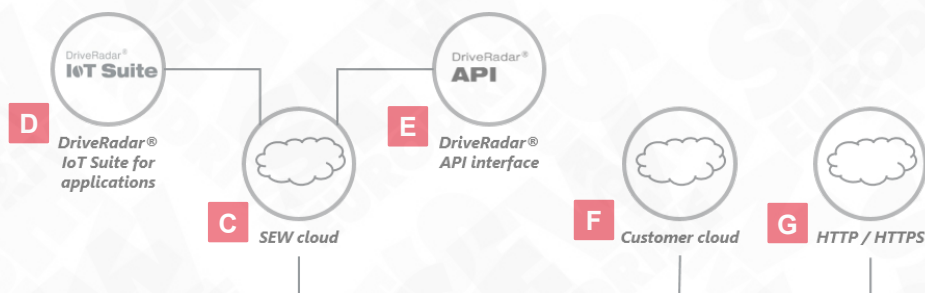 DriveRadar®
IoT Suite
DriveRadar®
API
D
DriveRadar®
IoT Suite for
applications
E
DriveRadar®
API interface
C
SEW cloud
F
Customer cloud
G
HTTP / HTTPS